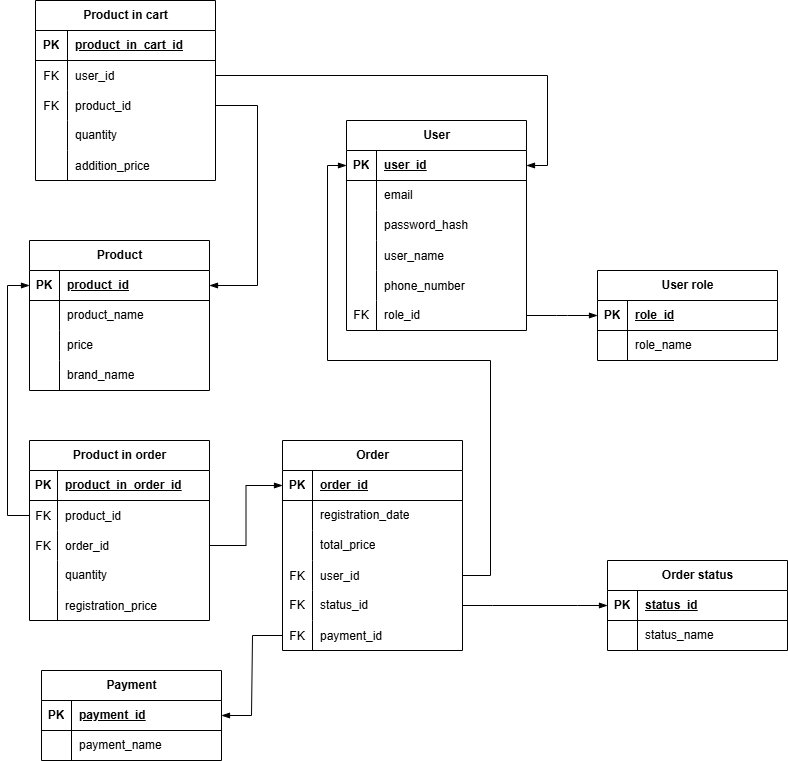 Product in cart
PK product_in_cart_id
FK user_id
FK product_id
quantity
addition_price
User
PK user_id
email
password_hash
user_name
phone_number
FK role_id
Product
PK product_id
product_name
price
brand_name
User role
PK role_id
role_name
Product in order
PK product_in_order_id
FK product_id
FK order_id
quantity
registration_price
Order
PK order_id
registration_date
total_price
FK user_id
FK status_id
FK payment_id
Order status
PK status_id
status_name
Payment
PK payment_id
payment_name